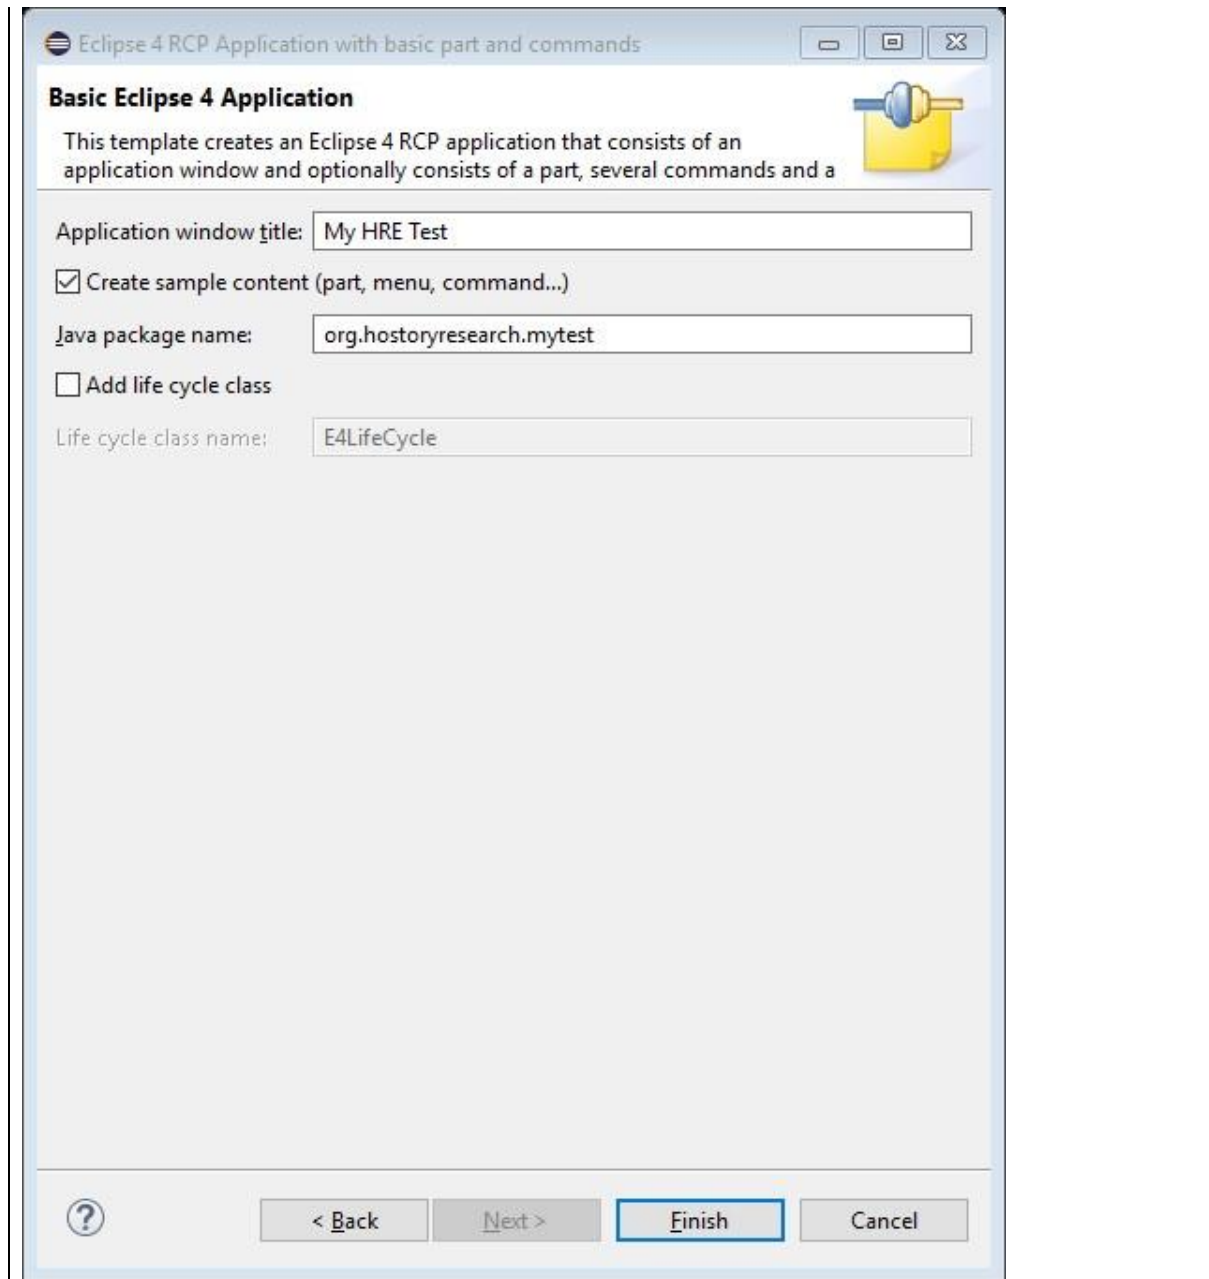 Eclipse 4 RCP Application with basic part and commands
Basic Eclipse 4 Application
This template creates an Eclipse 4 RCP application that consists of an
application window and optionally consists of a part, several commands and a
Application window title: My HRE Test
Create sample content (part, menu, command...)
Java package name: org.hostoryresearch.mytest
Add life cycle class
Life cycle class name: E4LifeCycle
? < Back Next > Finish Cancel